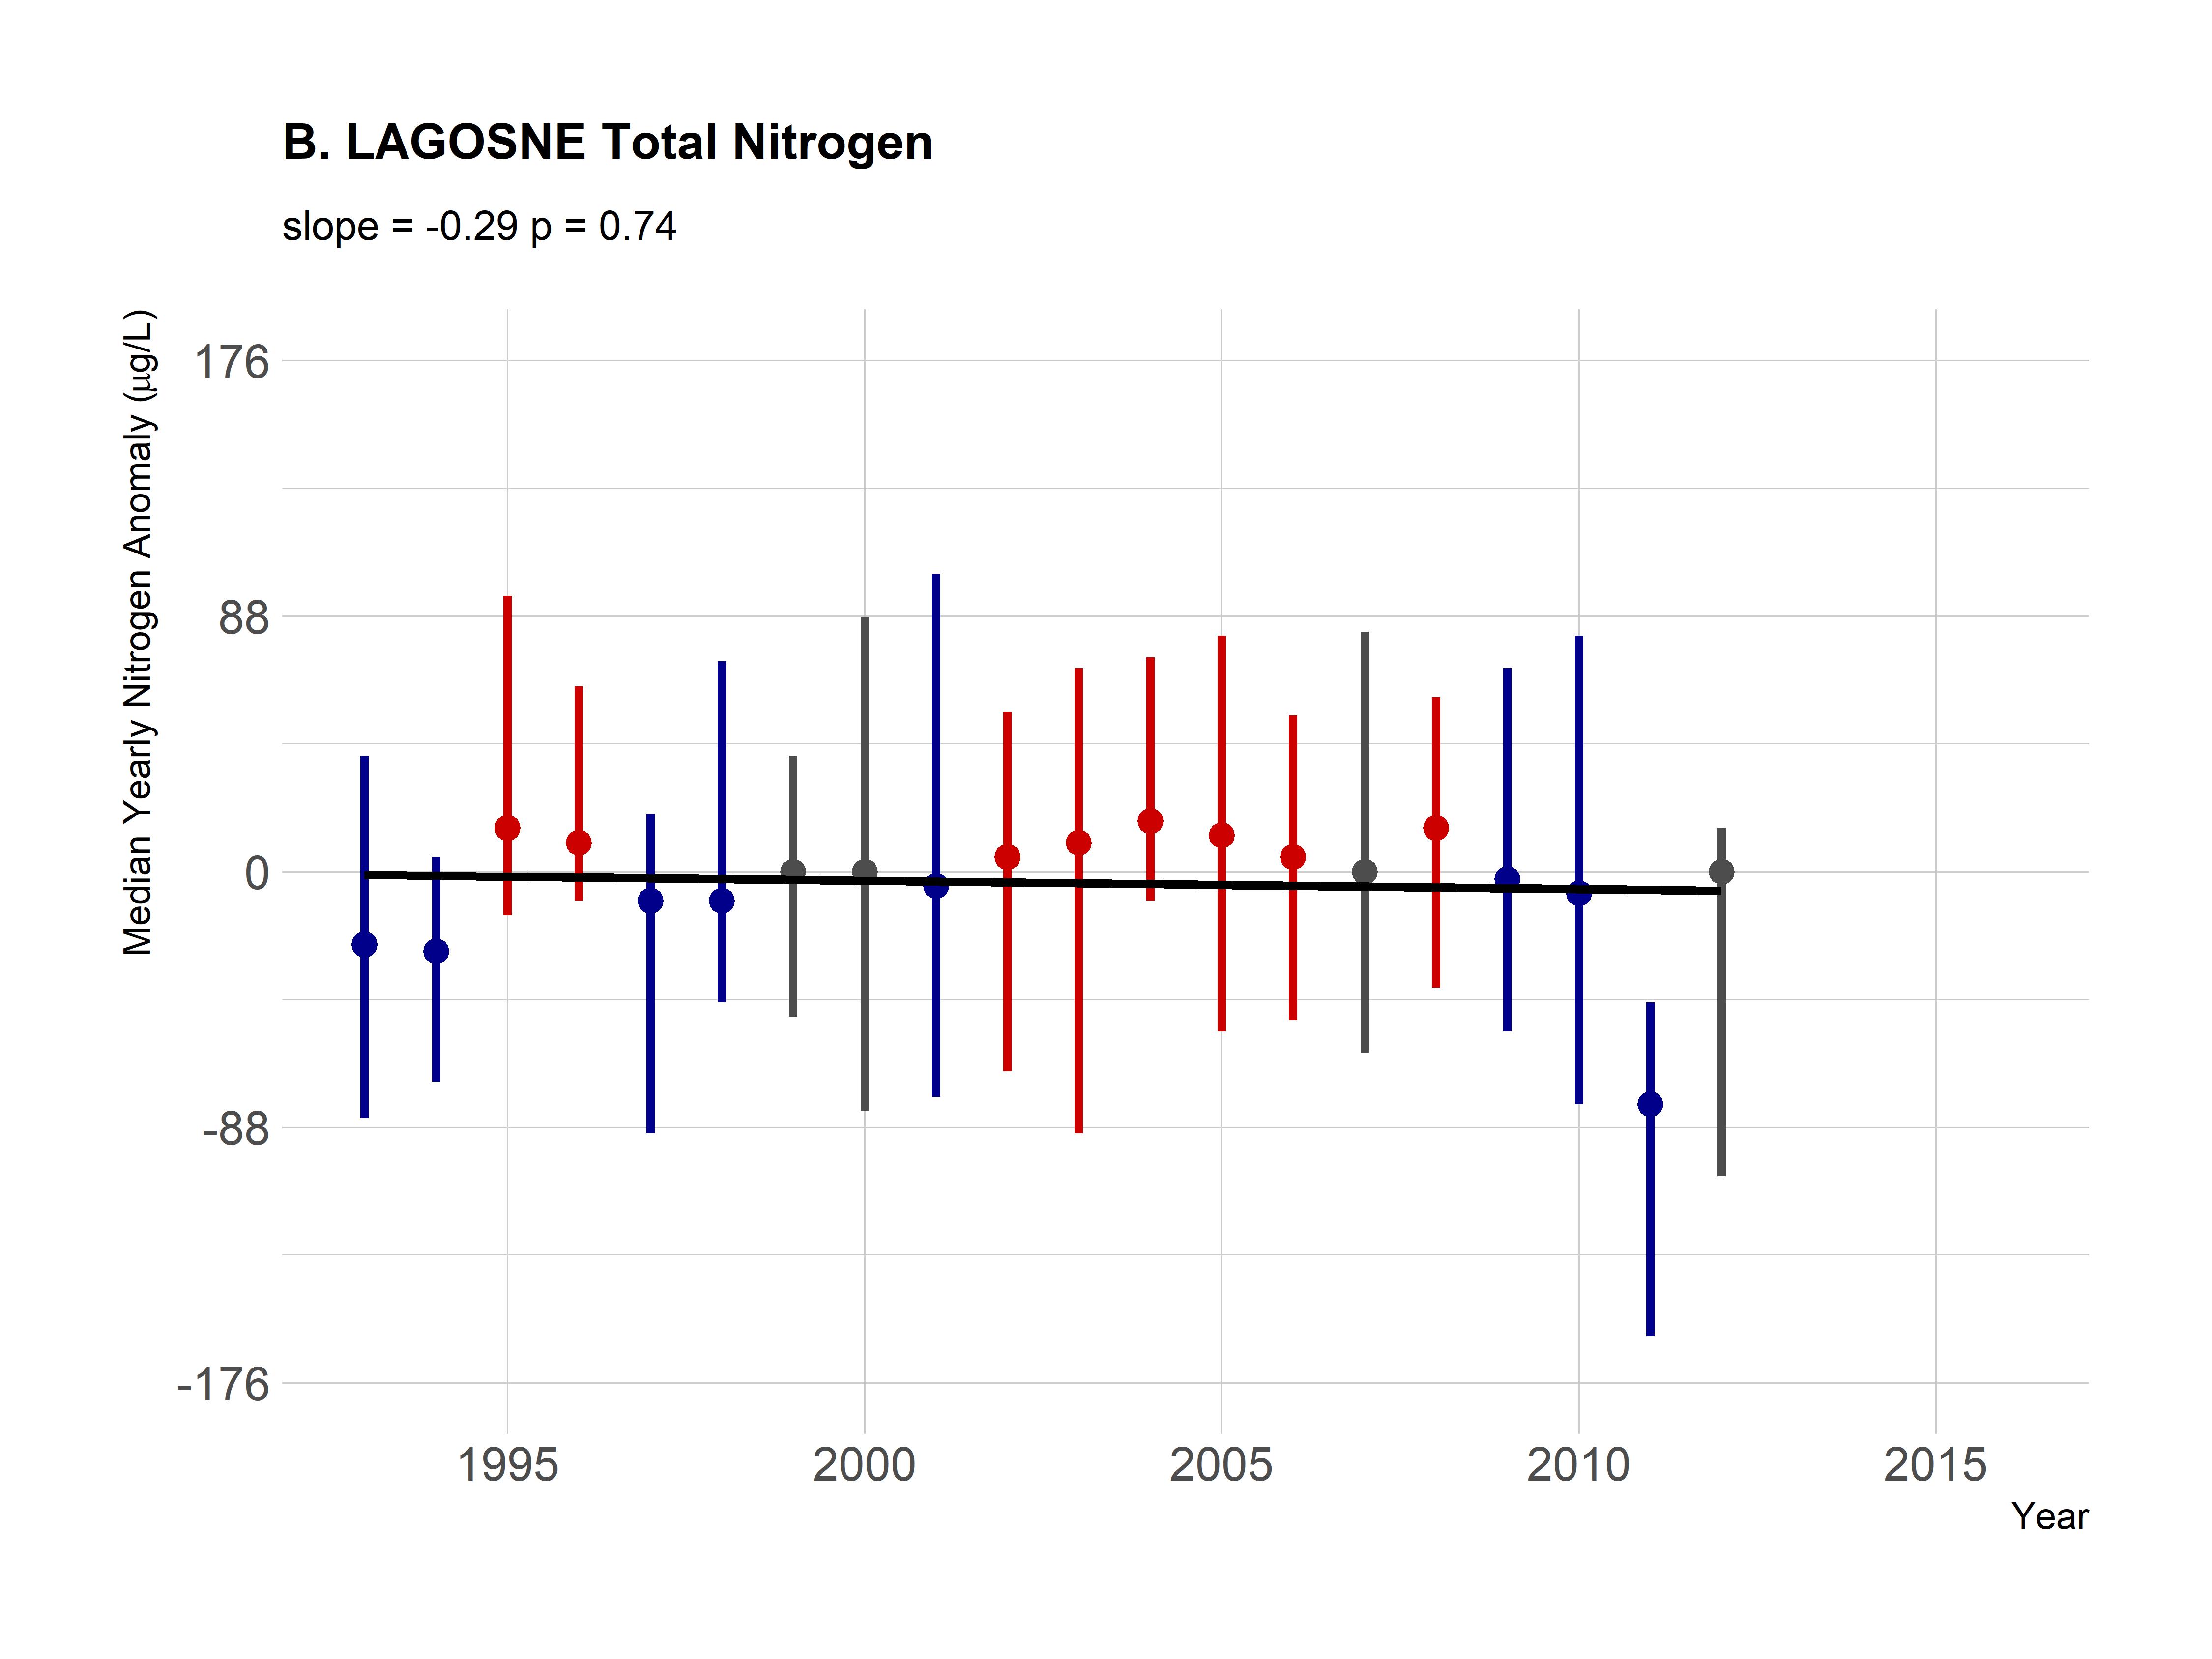 B. LAGOSNE Total Nitrogen
slope = -0.29 p = 0.74
Median Yearly Nitrogen Anomaly (μg/L)
176
88
0
-88
-176
1995 2000 2005 2010 2015
Year